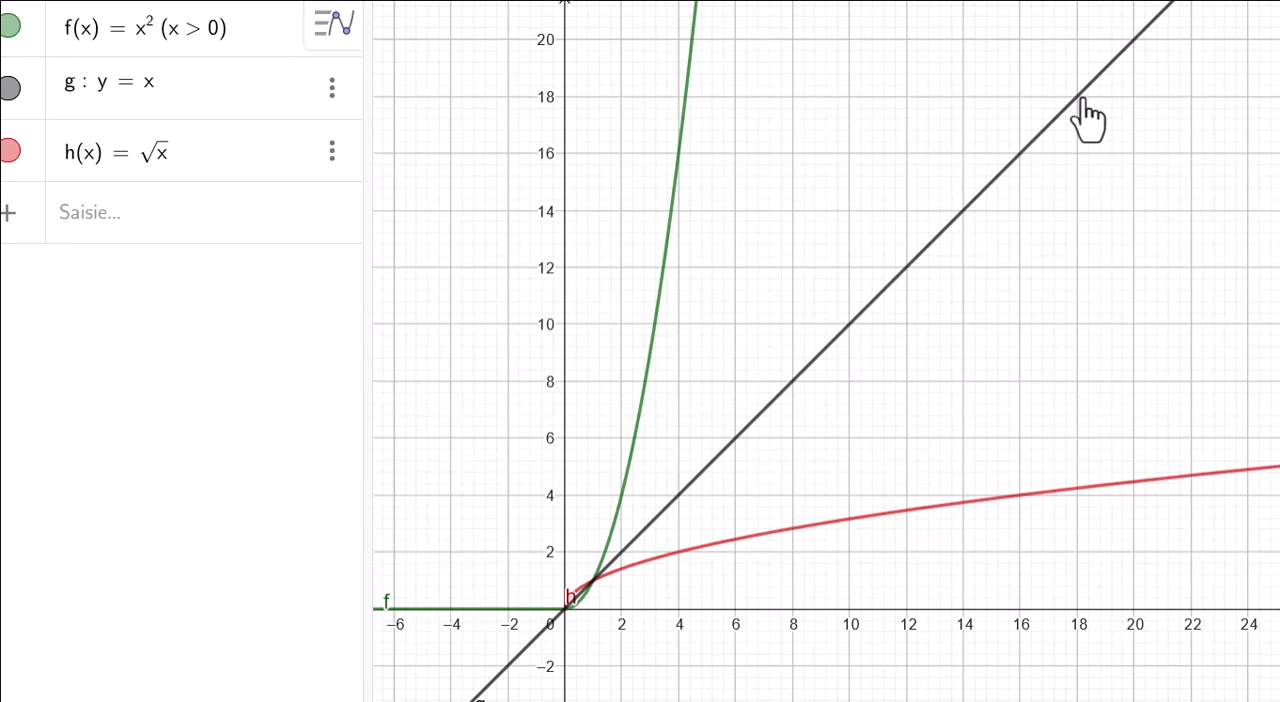 f(x) = x² (x > 0)
g : y = x
h(x) = √x
+ Saisie...
20
18
16
14
12
10
8
6
4
2
h
f
0
−6 −4 −2 2 4 6 8 10 12 14 16 18 20 22 24
−2